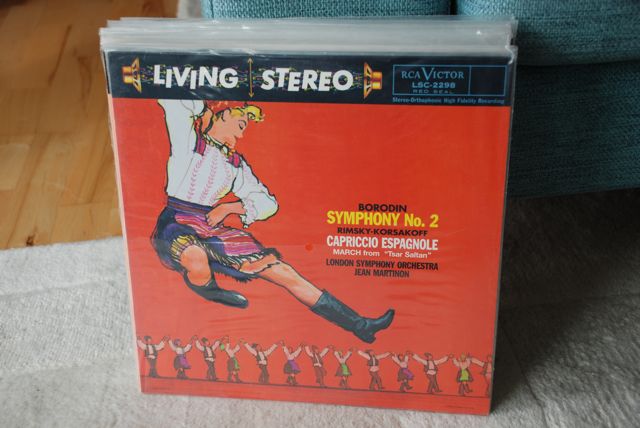 LIVING STEREO
RCA VICTOR
LSC-2298
RED SEAL
Stereo-Orthophonic High Fidelity Recording
BORODIN
SYMPHONY No. 2
RIMSKY-KORSAKOFF
CAPRICCIO ESPAGNOLE
MARCH from "Tsar Saltan"
LONDON SYMPHONY ORCHESTRA
JEAN MARTINON